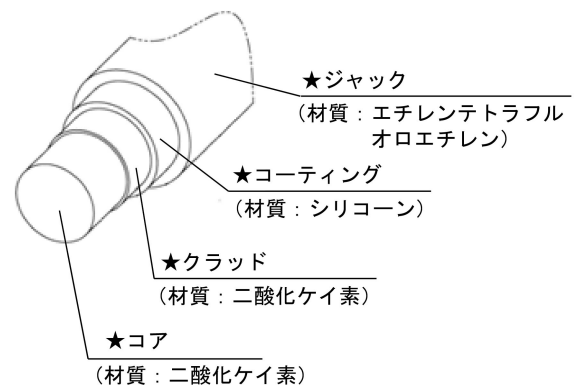 ★ジャック
（材質：エチレンテトラフル
オロエチレン）
★コーティング
（材質：シリコーン）
★クラッド
（材質：二酸化ケイ素）
★コア
（材質：二酸化ケイ素）